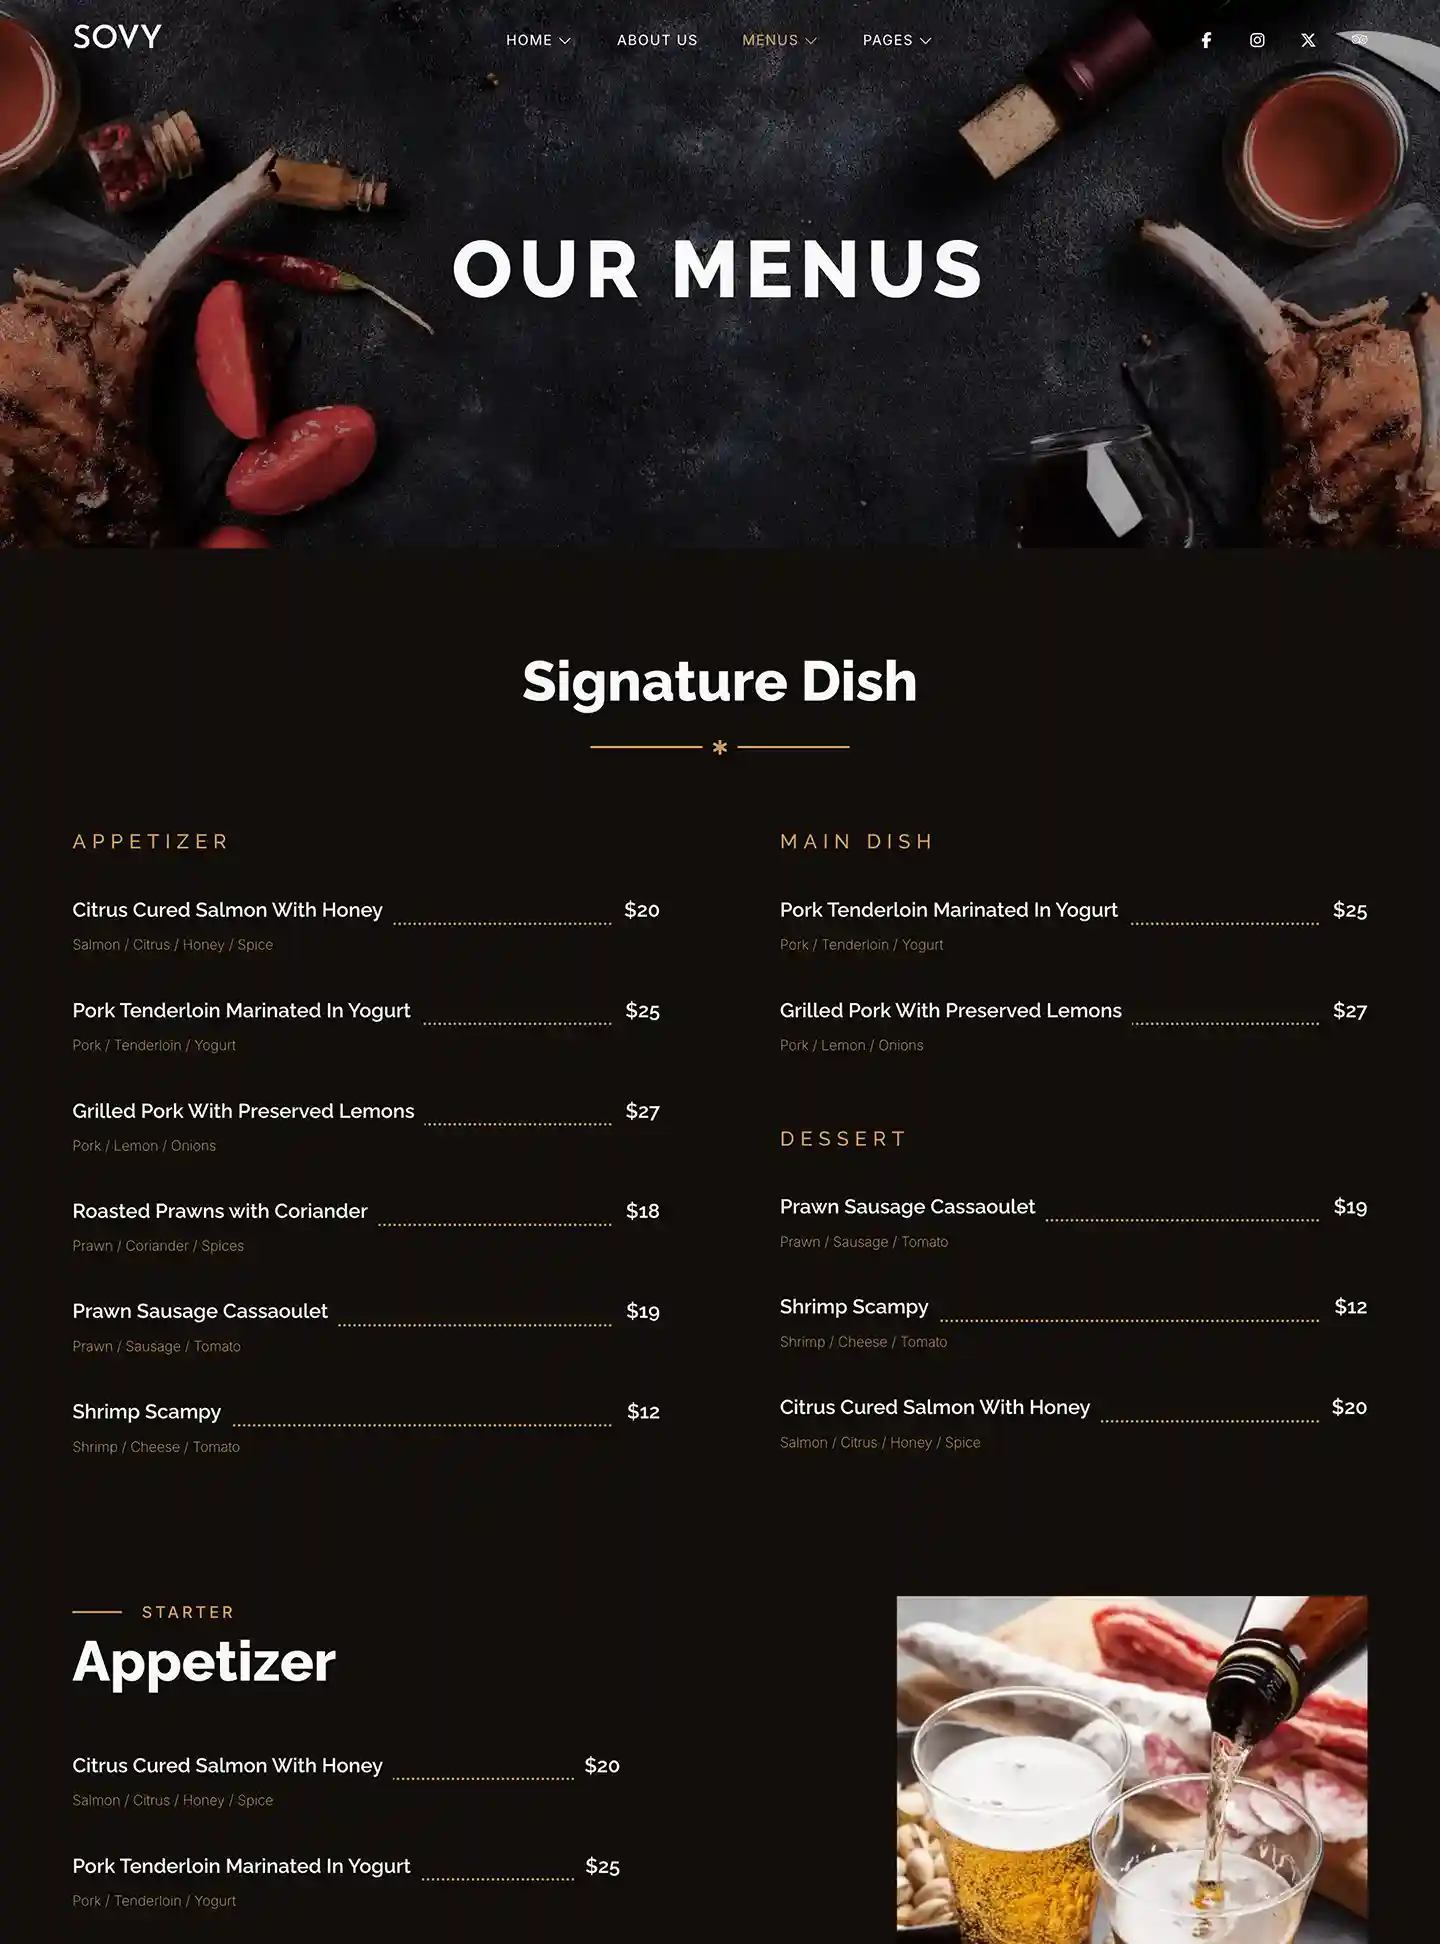 SOVY
HOME
ABOUT US
MENUS
PAGES
OUR MENUS
Signature Dish
APPETIZER
Citrus Cured Salmon With Honey $20
Salmon / Citrus / Honey / Spice
Pork Tenderloin Marinated In Yogurt $25
Pork / Tenderloin / Yogurt
Grilled Pork With Preserved Lemons $27
Pork / Lemon / Onions
Roasted Prawns with Coriander $18
Prawn / Coriander / Spices
Prawn Sausage Cassaoulet $19
Prawn / Sausage / Tomato
Shrimp Scampy $12
Shrimp / Cheese / Tomato
MAIN DISH
Pork Tenderloin Marinated In Yogurt $25
Pork / Tenderloin / Yogurt
Grilled Pork With Preserved Lemons $27
Pork / Lemon / Onions
DESSERT
Prawn Sausage Cassaoulet $19
Prawn / Sausage / Tomato
Shrimp Scampy $12
Shrimp / Cheese / Tomato
Citrus Cured Salmon With Honey $20
Salmon / Citrus / Honey / Spice
STARTER
Appetizer
Citrus Cured Salmon With Honey $20
Salmon / Citrus / Honey / Spice
Pork Tenderloin Marinated In Yogurt $25
Pork / Tenderloin / Yogurt